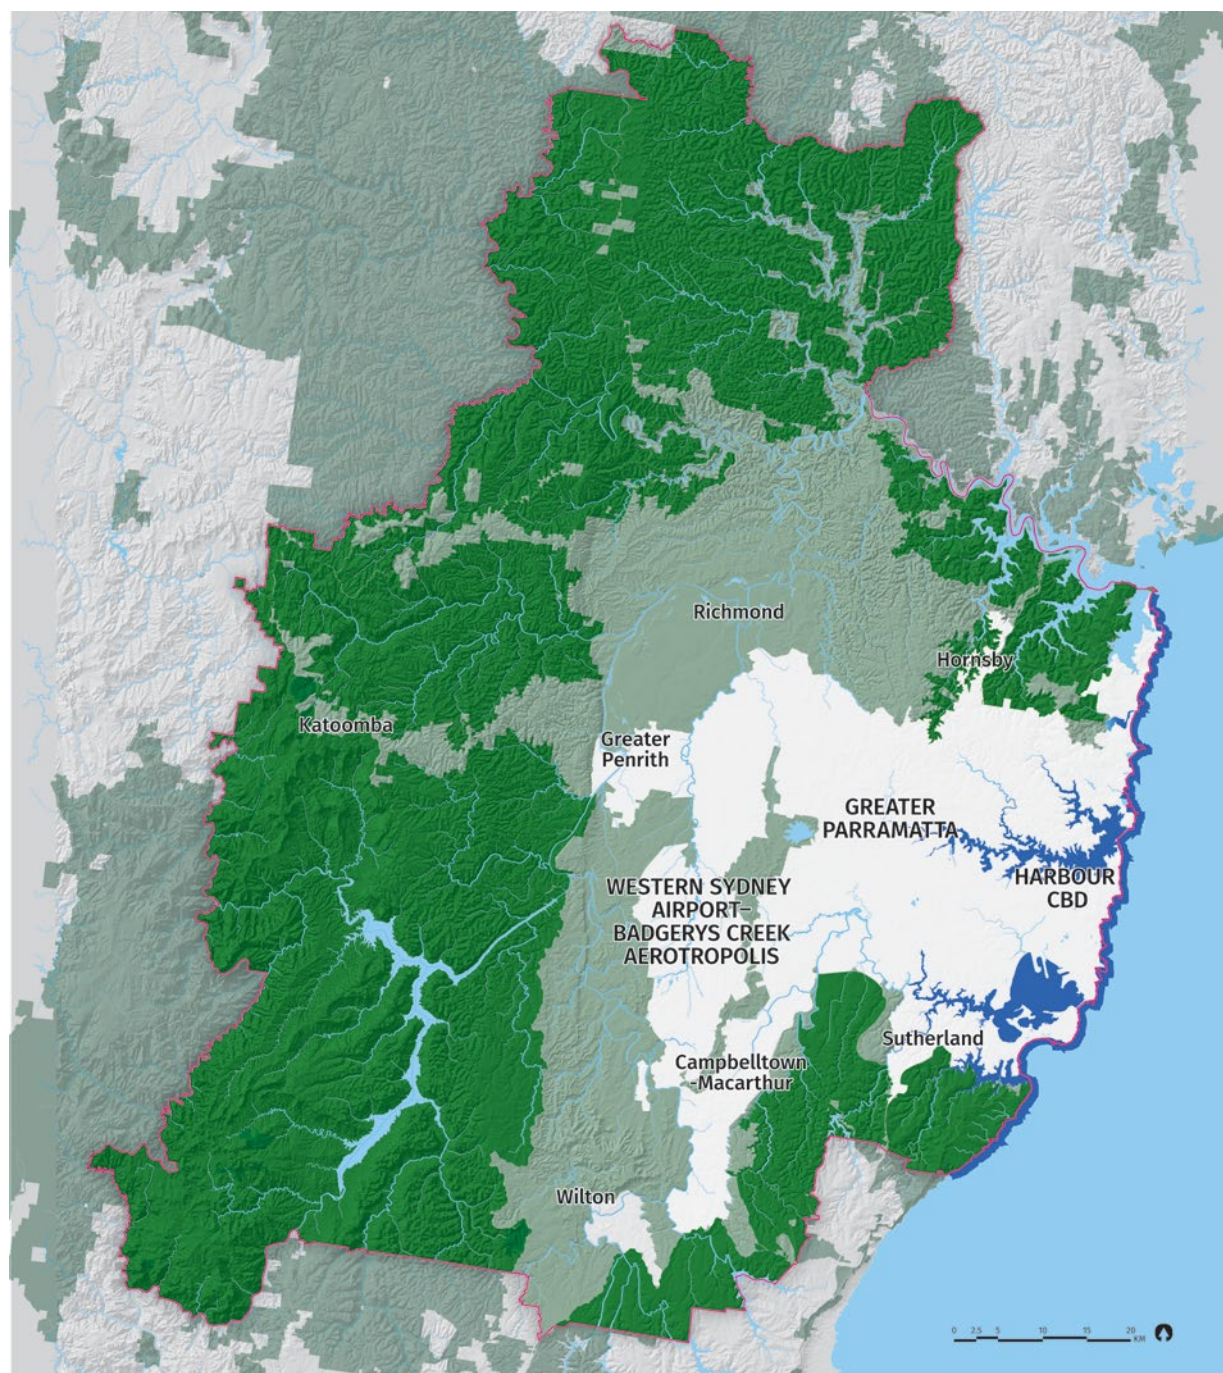 Richmond
Hornsby
Katoomba
Greater
Penrith
GREATER
PARRAMATTA
HARBOUR
CBD
WESTERN SYDNEY
AIRPORT–
BADGERYS CREEK
AEROTROPOLIS
Sutherland
Campbelltown
-Macarthur
Wilton
0 2.5 5 10 15 20
KM